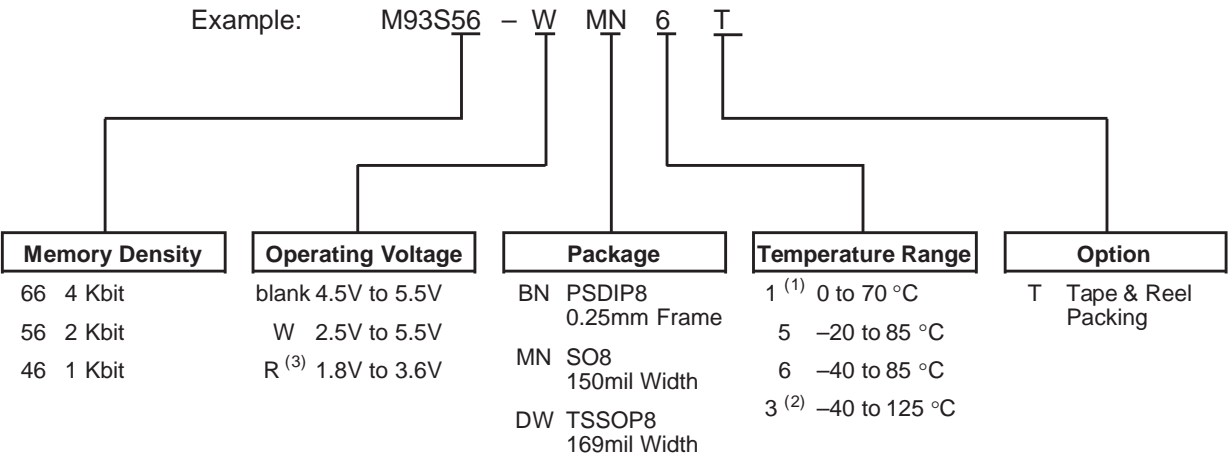 Example: M93S56 – W MN 6 T
Memory Density
66 4 Kbit
56 2 Kbit
46 1 Kbit
Operating Voltage
blank 4.5V to 5.5V
W 2.5V to 5.5V
R (3) 1.8V to 3.6V
Package
BN PSDIP8
0.25mm Frame
MN SO8
150mil Width
DW TSSOP8
169mil Width
Temperature Range
1 (1) 0 to 70 °C
5 –20 to 85 °C
6 –40 to 85 °C
3 (2) –40 to 125 °C
Option
T Tape & Reel
Packing